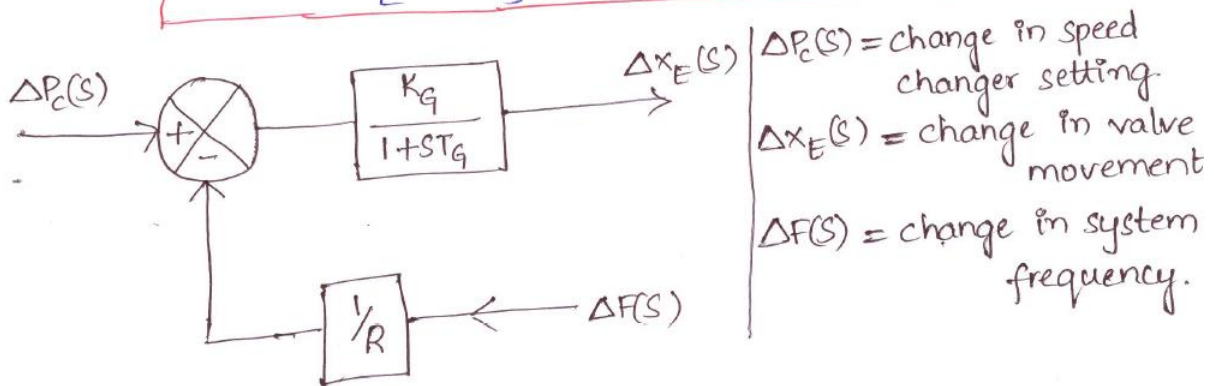 ΔPc(S)
+
-
KG
1+STG
ΔXE(S)
1/R
ΔF(S)
ΔPc(S) = change in speed
changer setting.
ΔXE(S) = change in valve
movement
ΔF(S) = change in system
frequency.